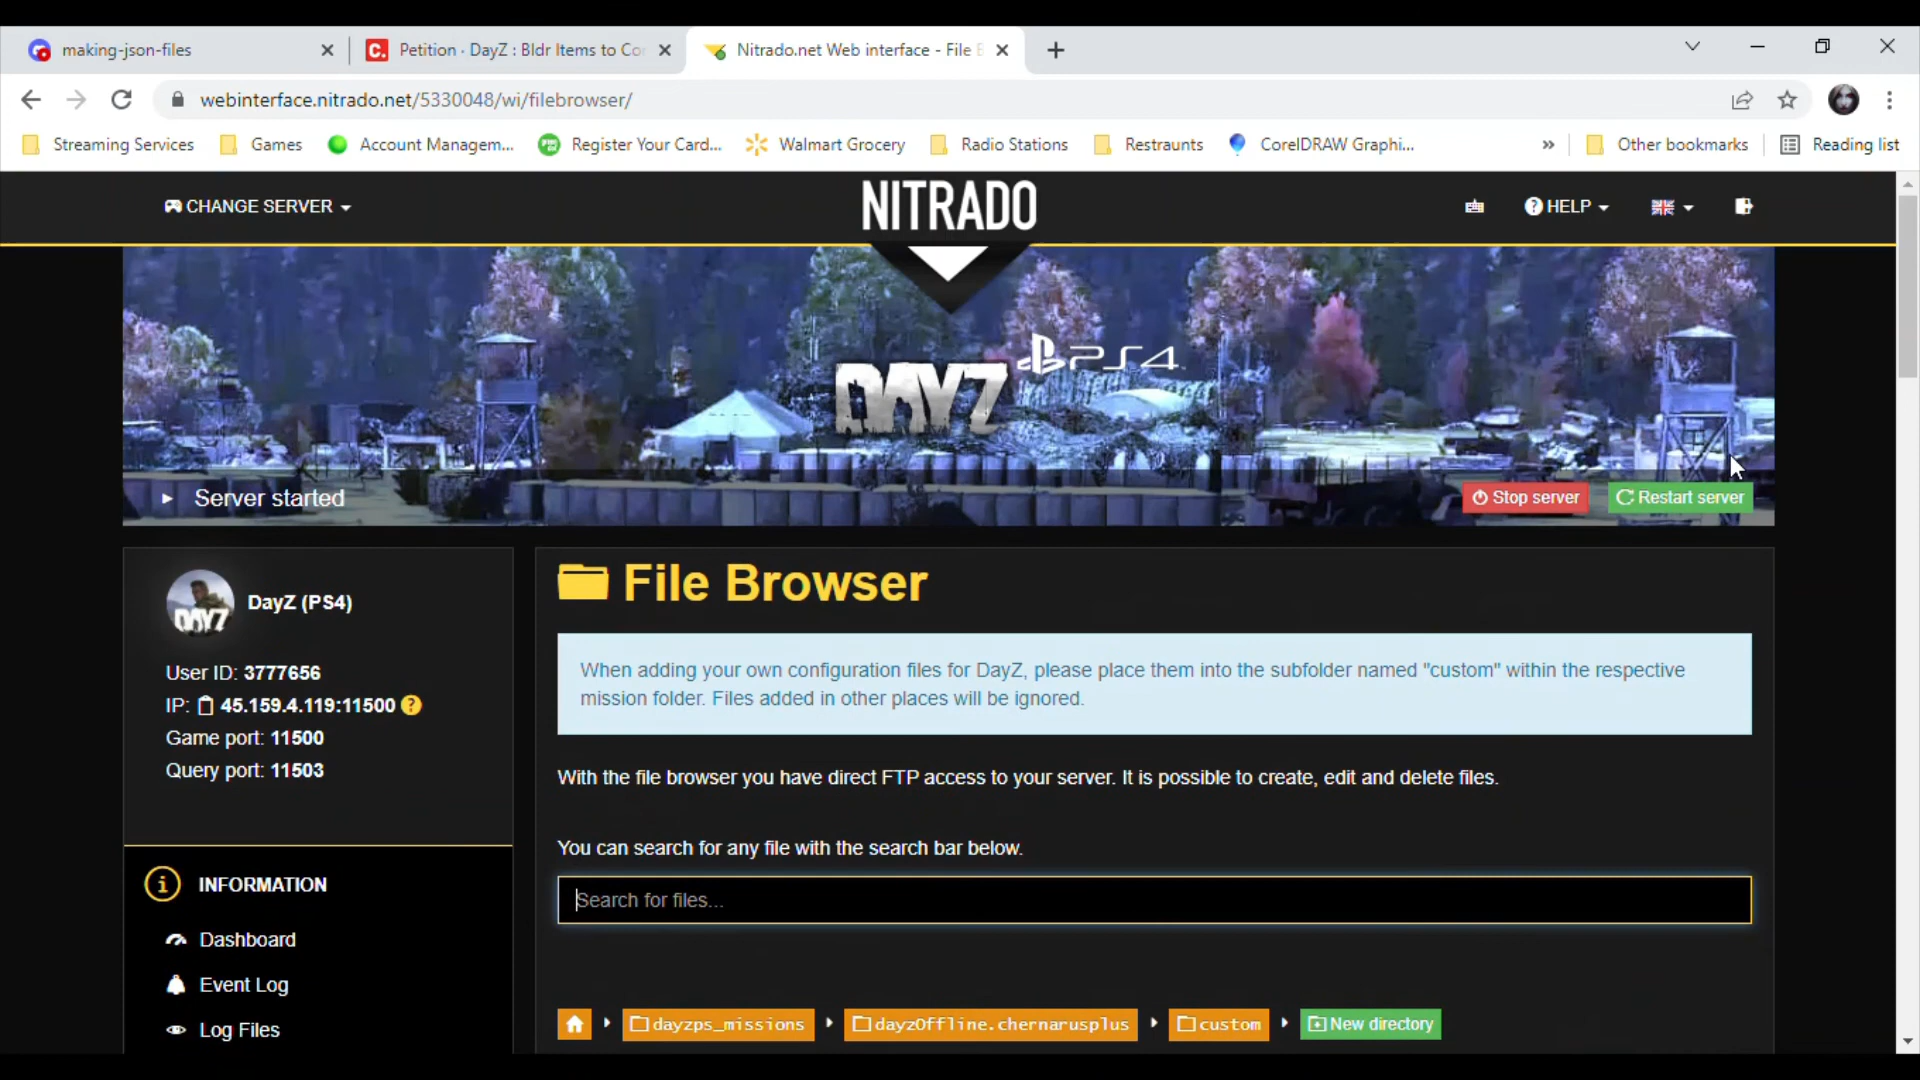 making-json-files
Petition · DayZ : Bldr Items to Co
Nitrado.net Web interface - File B
webinterface.nitrado.net/5330048/wi/filebrowser/
Streaming Services
Games
Account Managem...
Register Your Card...
Walmart Grocery
Radio Stations
Restraunts
CorelDRAW Graphi...
»
Other bookmarks
Reading list
CHANGE SERVER
NITRADO
HELP
DAYZ PS4
Server started
Stop server
Restart server
DAYZ
DayZ (PS4)
User ID: 3777656
IP: 45.159.4.119:11500
Game port: 11500
Query port: 11503
INFORMATION
Dashboard
Event Log
Log Files
File Browser
When adding your own configuration files for DayZ, please place them into the subfolder named "custom" within the respective
mission folder. Files added in other places will be ignored.
With the file browser you have direct FTP access to your server. It is possible to create, edit and delete files.
You can search for any file with the search bar below.
Search for files...
dayzps_missions
dayzOffline.chernarusplus
custom
New directory